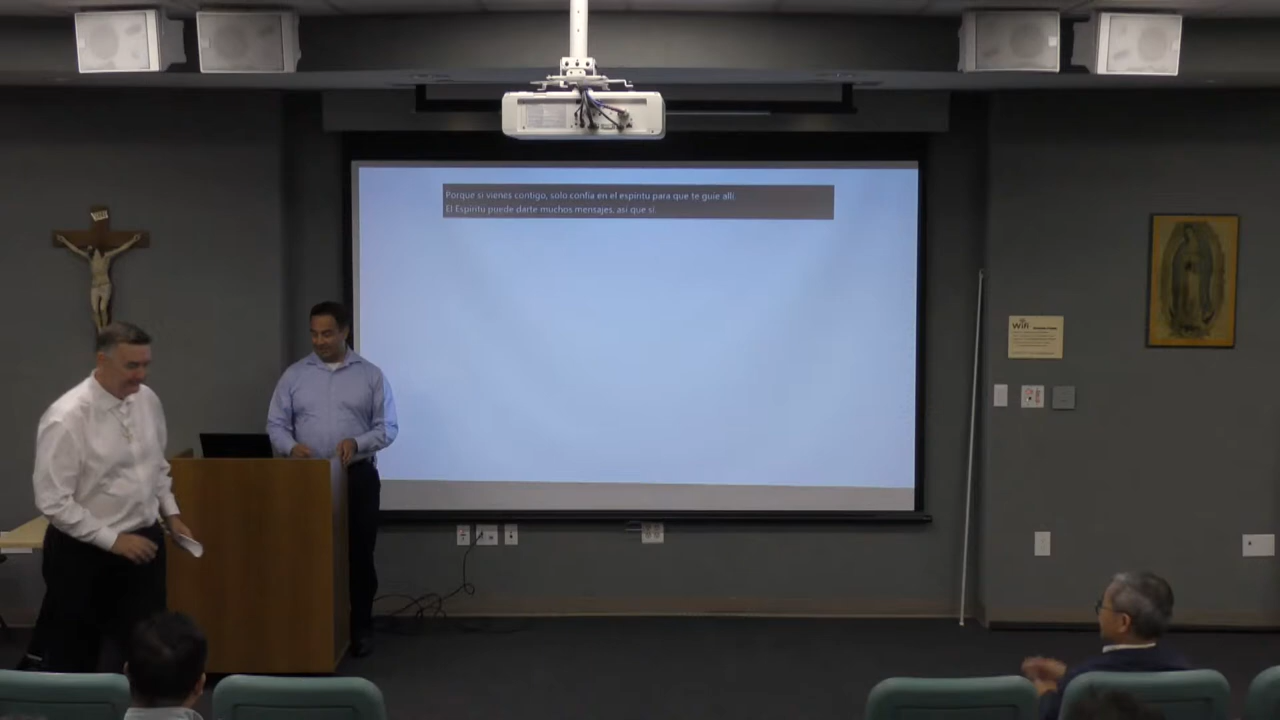 Porque si vienes contigo, solo confía en el espíritu para que te guíe allí.
El Espíritu puede darte muchos mensajes, así que sí.
Wifi